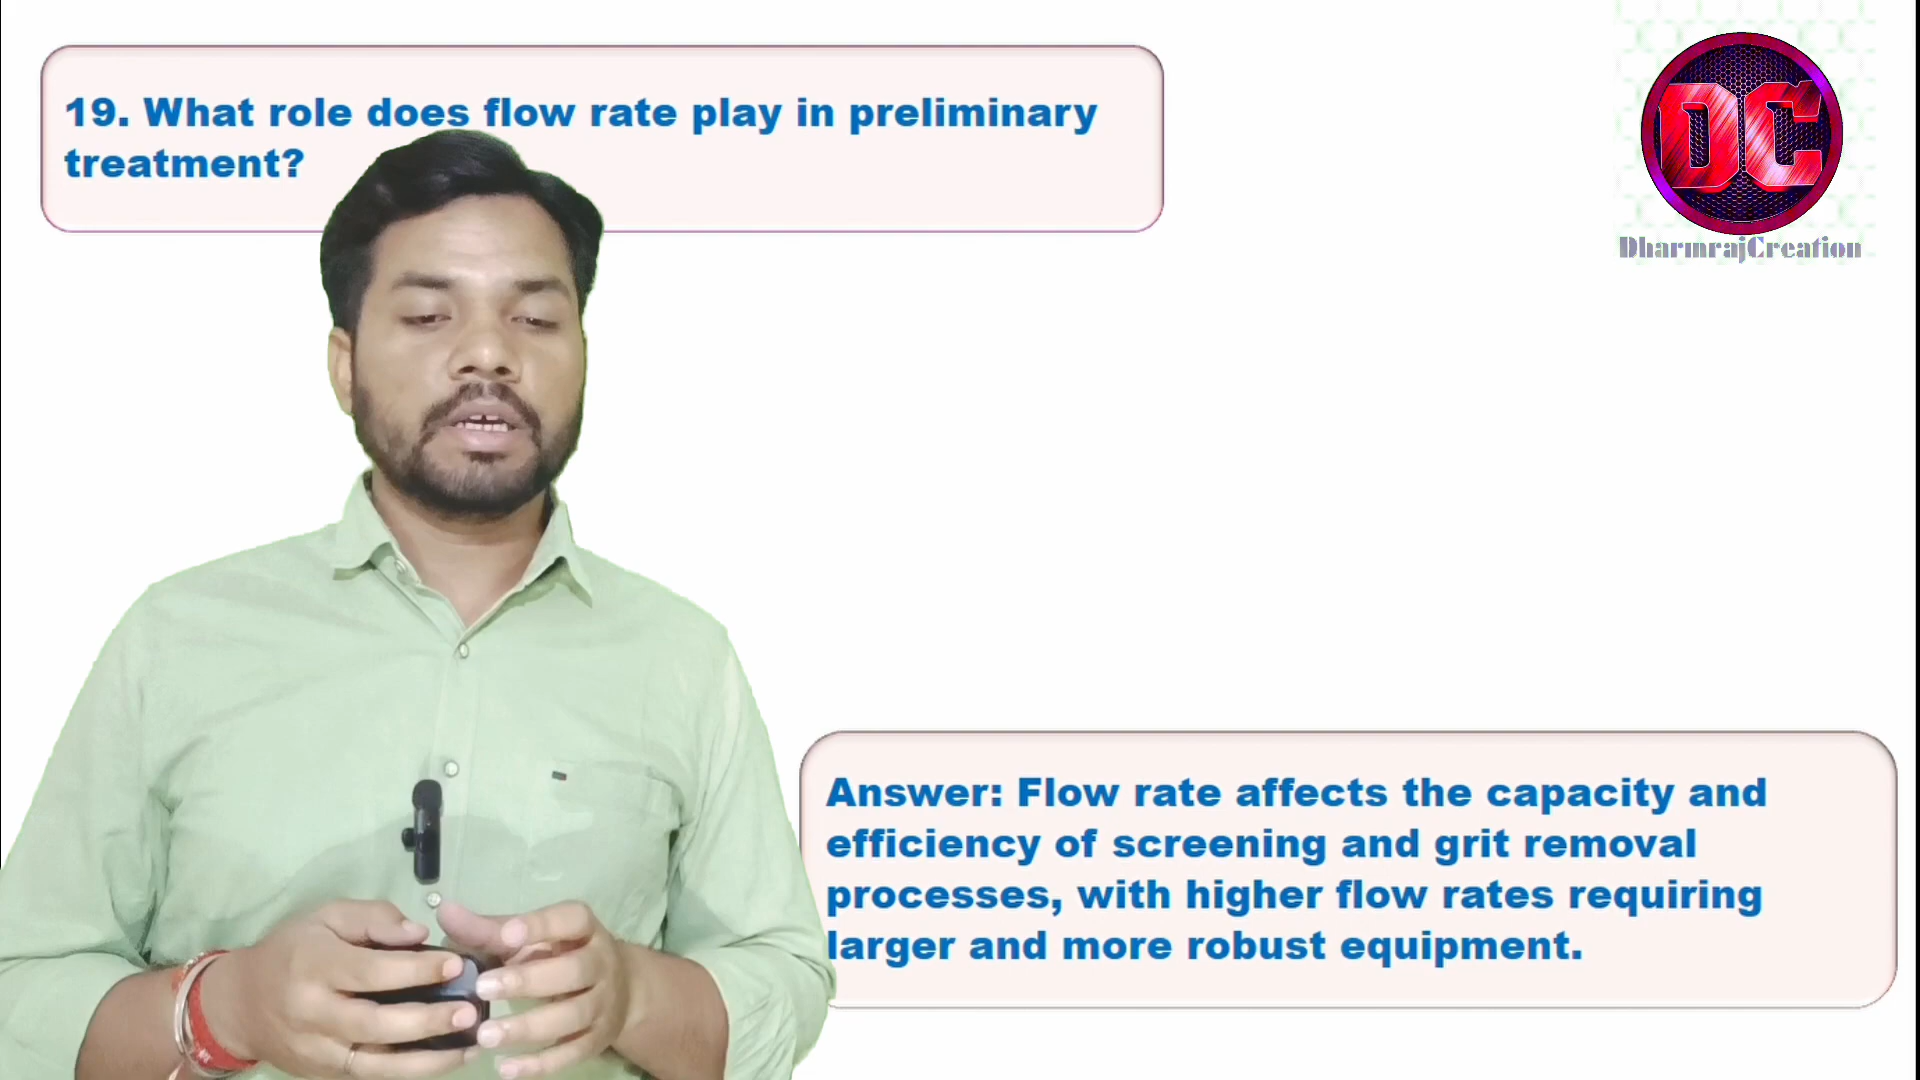 19. What role does flow rate play in preliminary
treatment?
DC
DharmrajCreation
Answer: Flow rate affects the capacity and
efficiency of screening and grit removal
processes, with higher flow rates requiring
larger and more robust equipment.